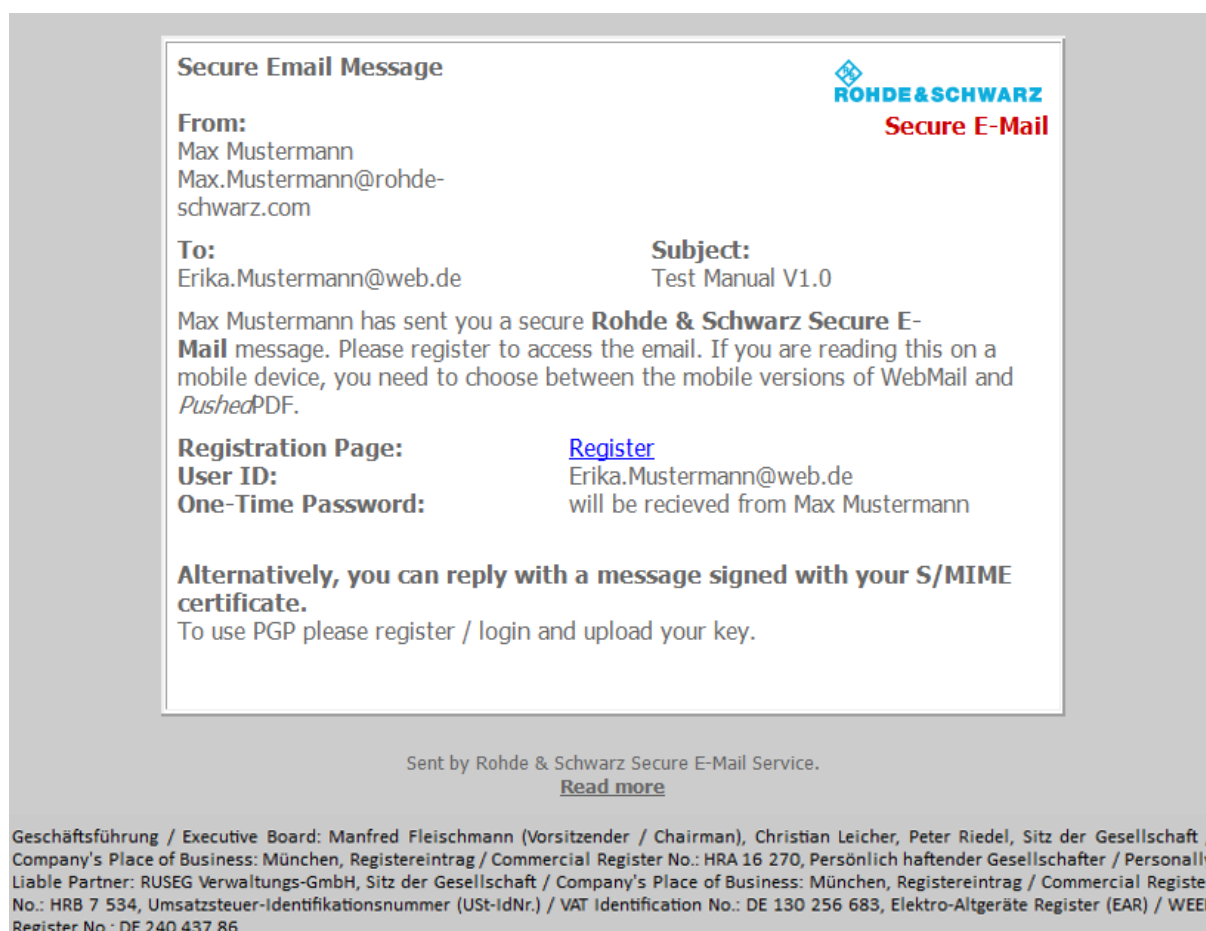 Secure Email Message
R&S
ROHDE&SCHWARZ
Secure E-Mail
From:
Max Mustermann
Max.Mustermann@rohde-
schwarz.com
To:
Erika.Mustermann@web.de
Subject:
Test Manual V1.0
Max Mustermann has sent you a secure Rohde & Schwarz Secure E-
Mail message. Please register to access the email. If you are reading this on a
mobile device, you need to choose between the mobile versions of WebMail and
PushedPDF.
Registration Page: Register
User ID: Erika.Mustermann@web.de
One-Time Password: will be recieved from Max Mustermann
Alternatively, you can reply with a message signed with your S/MIME
certificate.
To use PGP please register / login and upload your key.
Sent by Rohde & Schwarz Secure E-Mail Service.
Read more
Geschäftsführung / Executive Board: Manfred Fleischmann (Vorsitzender / Chairman), Christian Leicher, Peter Riedel, Sitz der Gesellschaft /
Company's Place of Business: München, Registereintrag / Commercial Register No.: HRA 16 270, Persönlich haftender Gesellschafter / Personally
Liable Partner: RUSEG Verwaltungs-GmbH, Sitz der Gesellschaft / Company's Place of Business: München, Registereintrag / Commercial Registe
No.: HRB 7 534, Umsatzsteuer-Identifikationsnummer (USt-IdNr.) / VAT Identification No.: DE 130 256 683, Elektro-Altgeräte Register (EAR) / WEE
Register No.: DE 240 437 86